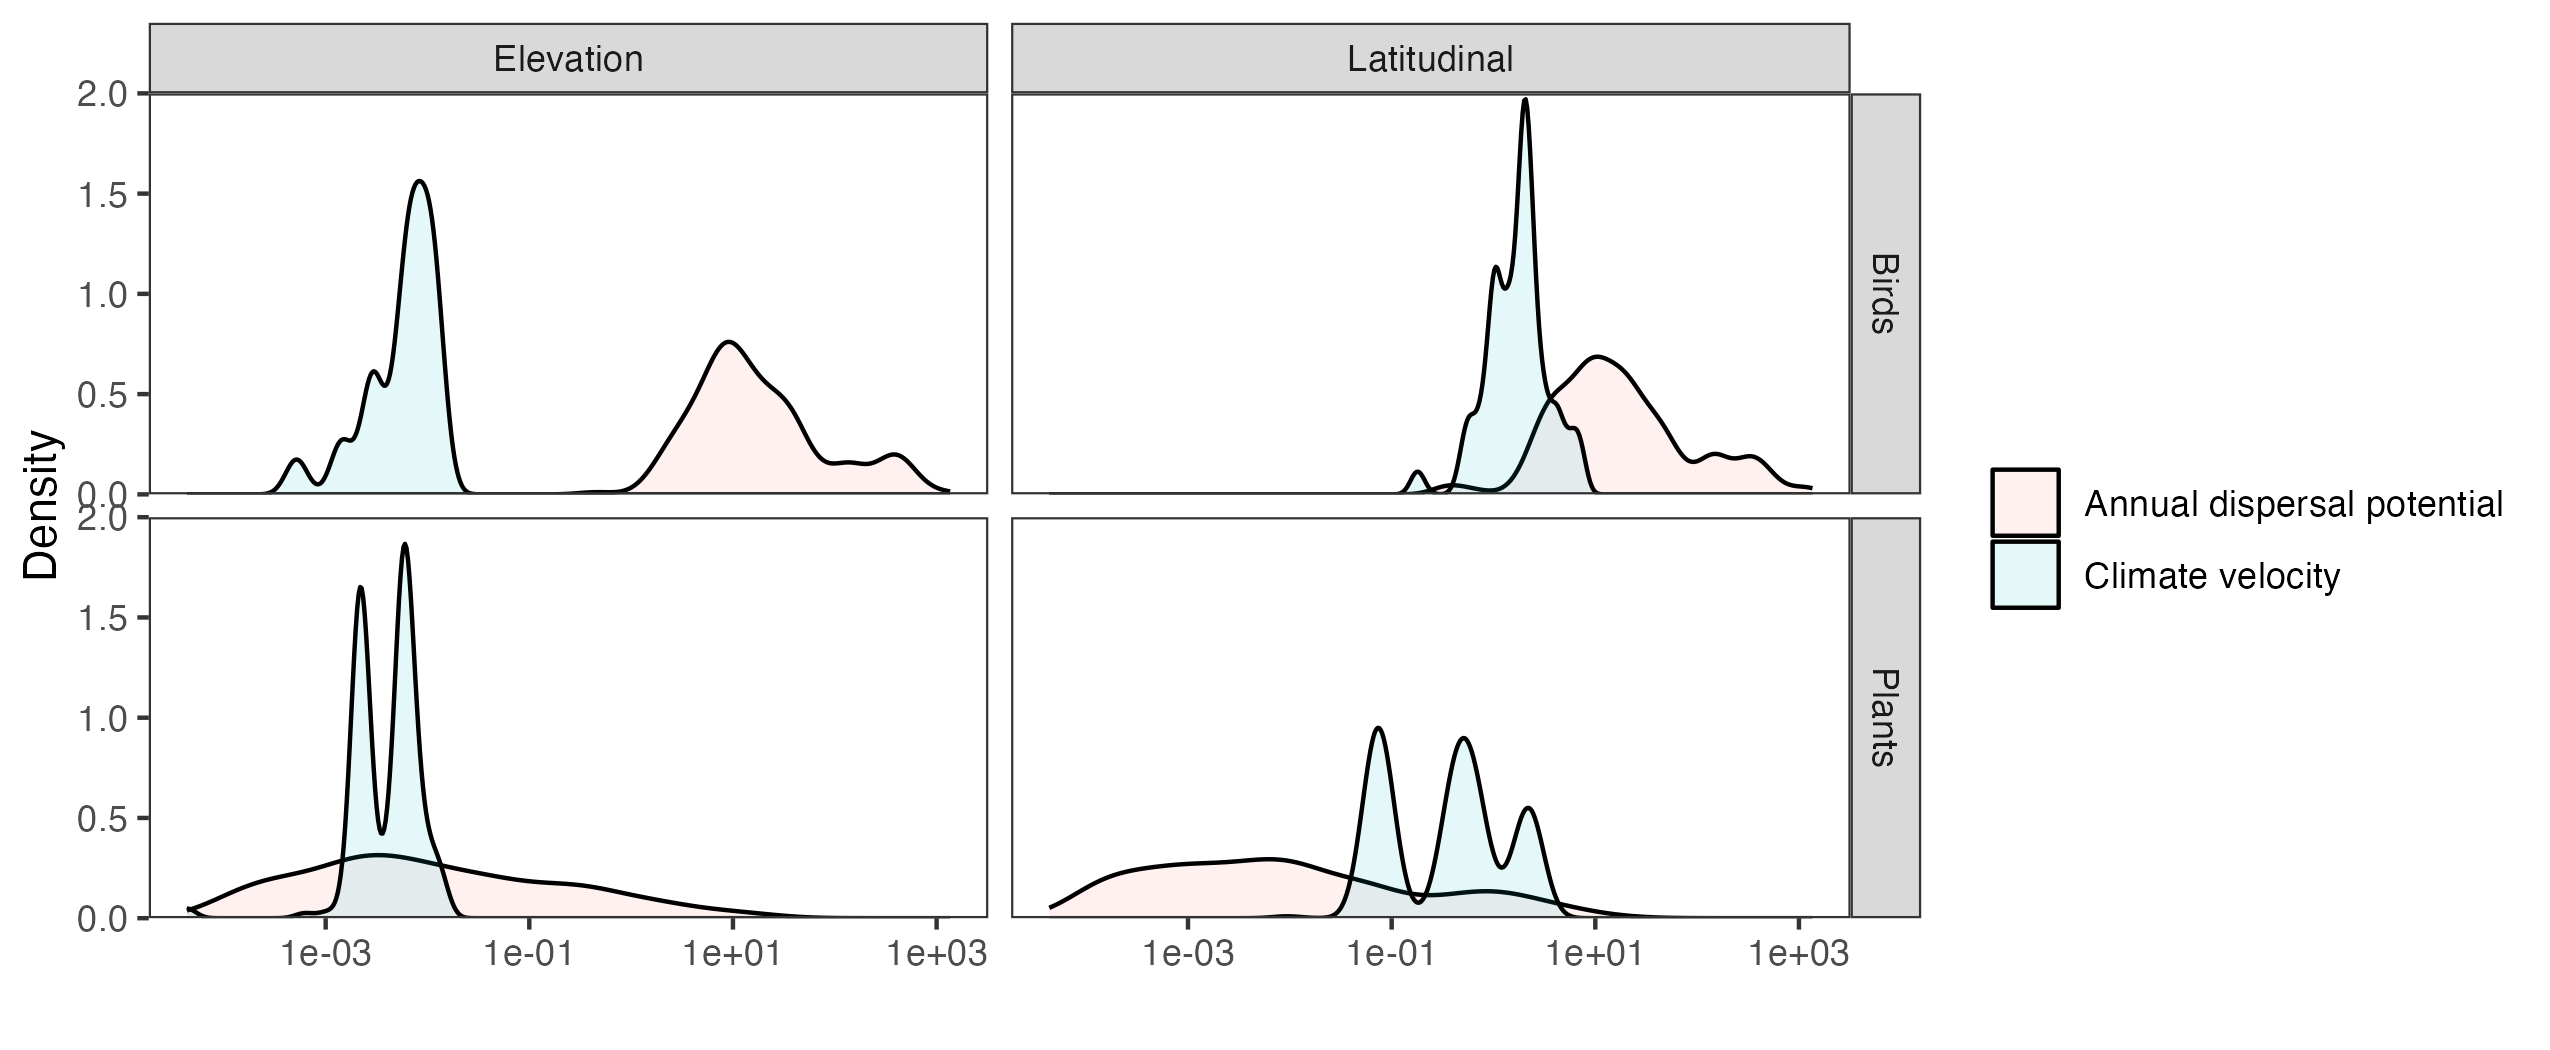 Elevation
Latitudinal
2.0
1.5
1.0
0.5
0.0
Birds
2.0
1.5
1.0
0.5
0.0
Plants
Density
1e-03
1e-01
1e+01
1e+03
1e-03
1e-01
1e+01
1e+03
Annual dispersal potential
Climate velocity